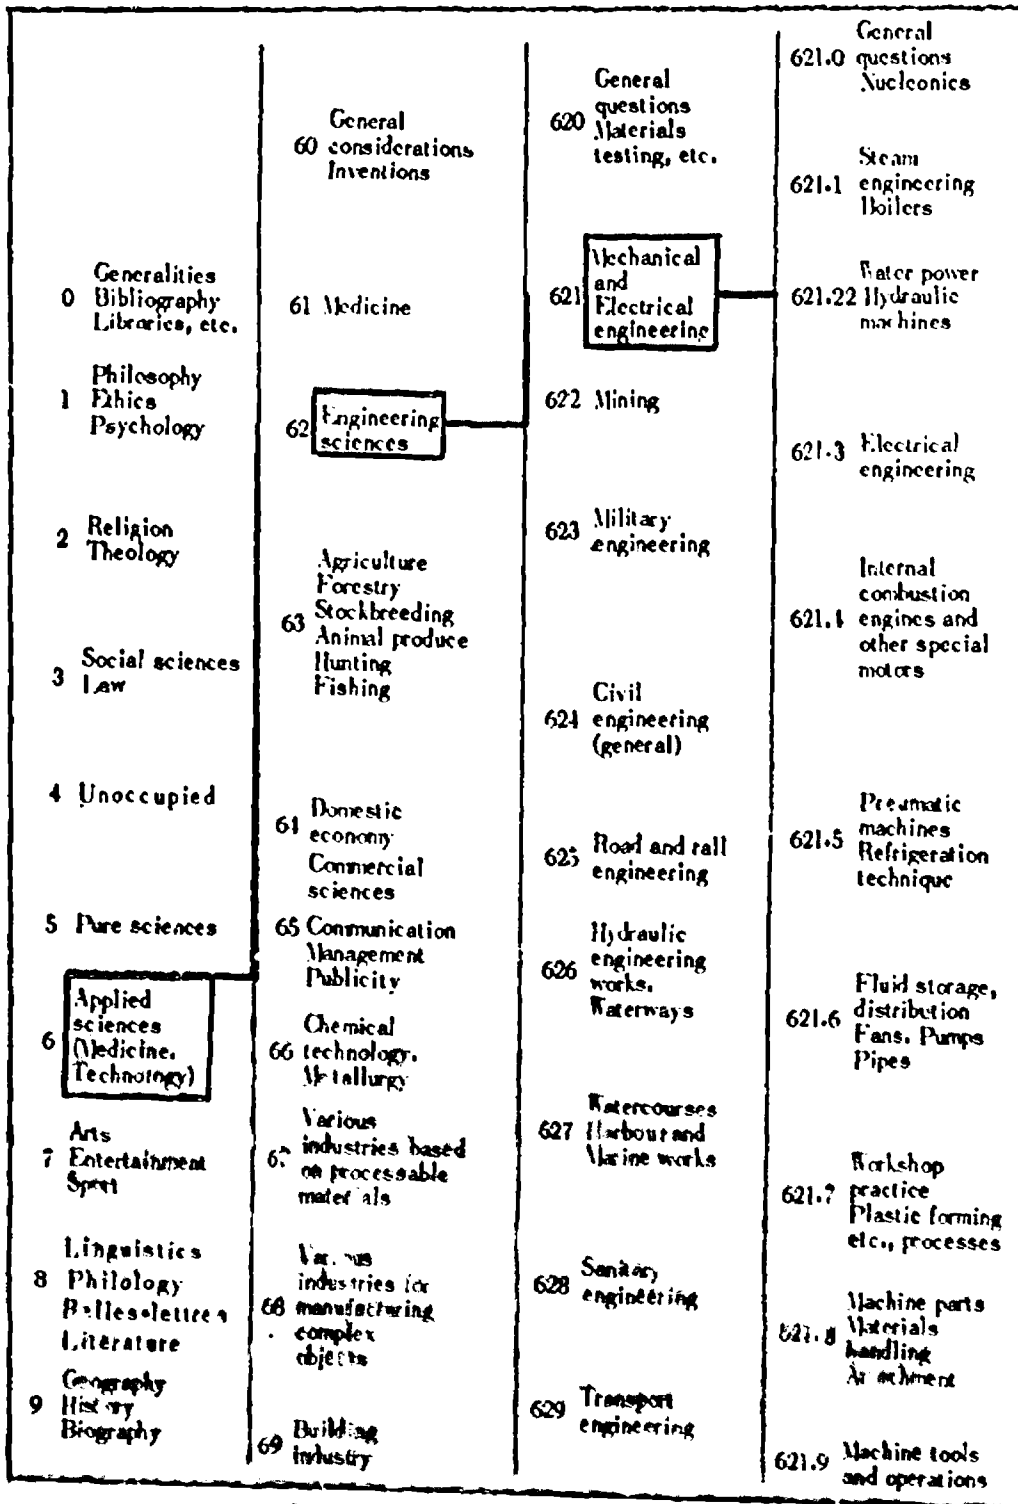 0 Generalities
Bibliography
Libraries, etc.
1 Philosophy
Ethics
Psychology
2 Religion
Theology
3 Social sciences
Law
4 Unoccupied
5 Pure sciences
6 Applied
sciences
(Medicine.
Technology)
7 Arts
Entertainment
Sport
8 Linguistics
Philology
Belles-lettres
Literature
9 Geography
History
Biography
60 General
considerations
Inventions
61 Medicine
62 Engineering
sciences
63 Agriculture
Forestry
Stockbreeding
Animal produce
Hunting
Fishing
64 Domestic
economy
65 Commercial
sciences
Communication
Management
Publicity
66 Chemical
technology.
Metallurgy
67 Various
industries based
on processable
materials
68 Various
industries for
manufacturing
complex
objects
69 Building
industry
620 General
questions
Materials
testing, etc.
621 Mechanical
and
Electrical
engineering
622 Mining
623 Military
engineering
624 Civil
engineering
(general)
625 Road and rail
engineering
626 Hydraulic
engineering
works.
Waterways
627 Watercourses
Harbour and
Marine works
628 Sanitary
engineering
629 Transport
engineering
621.0 General
questions
Nucleonics
621.1 Steam
engineering
Boilers
621.22 Water power
Hydraulic
machines
621.3 Electrical
engineering
621.4 Internal
combustion
engines and
other special
motors
621.5 Pneumatic
machines
Refrigeration
technique
621.6 Fluid storage,
distribution
Fans. Pumps
Pipes
621.7 Workshop
practice
Plastic forming
etc., processes
621.8 Machine parts
Materials
handling
621.9 Machine tools
and operations